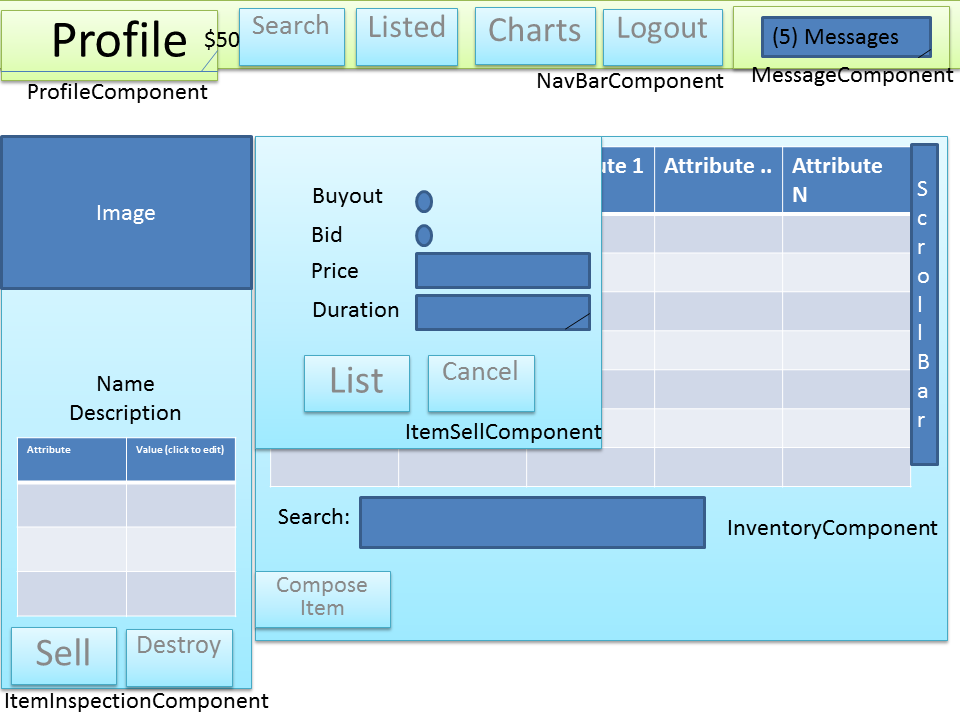 Profile
$50
Search
Listed
Charts
Logout
(5) Messages
ProfileComponent
NavBarComponent
MessageComponent
Image
Name
Description
Attribute
Value (click to edit)
Sell
Destroy
ItemInspectionComponent
Buyout
Bid
Price
Duration
List
Cancel
ItemSellComponent
ute 1
Attribute ..
Attribute
N
S
c
r
o
l
l
B
a
r
Search:
InventoryComponent
Compose
Item